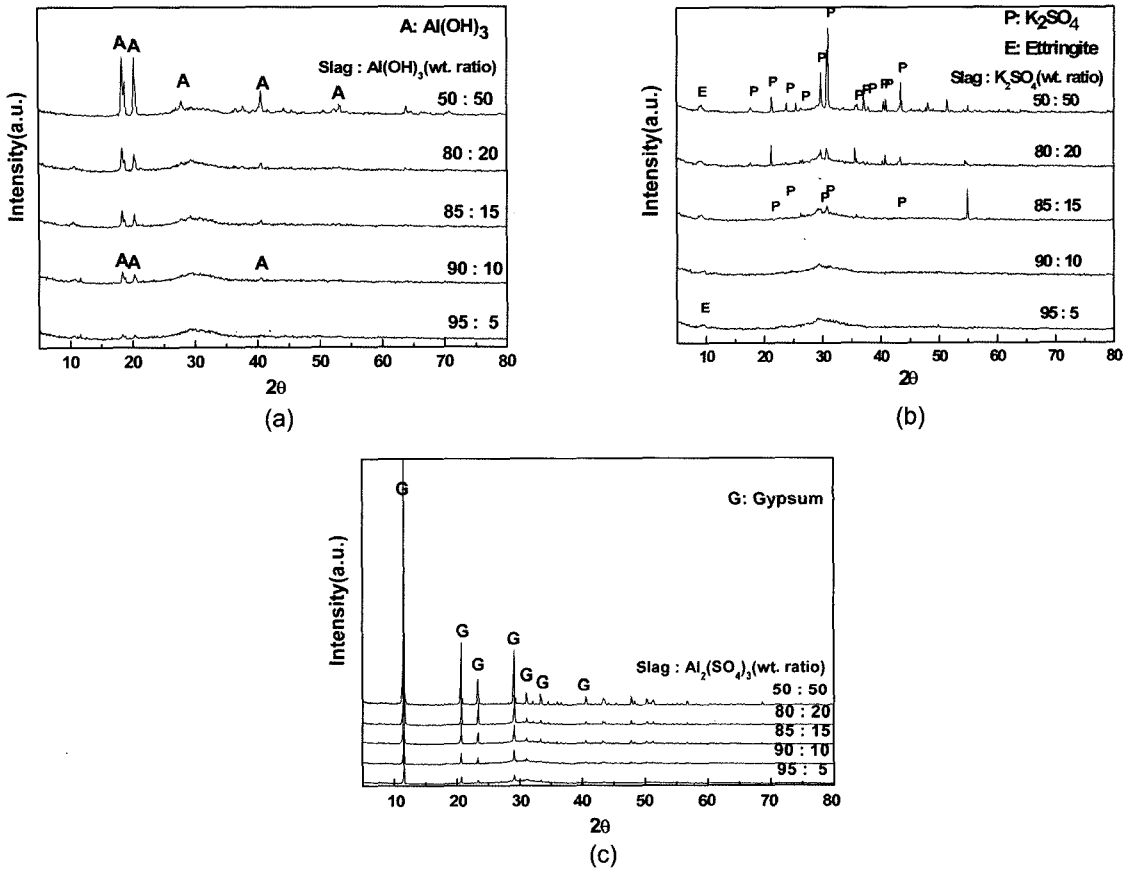 A: Al(OH)3
Slag : Al(OH)3(wt. ratio)
A A A A A
50 : 50
80 : 20
85 : 15
90 : 10
A A A
95 : 5
Intensity(a.u.)
10 20 30 40 50 60 70 80
2θ
(a)
P: K2SO4
E: Ettringite
Slag : K2SO4(wt. ratio)
E P P P P P P P P P P P P
50 : 50
80 : 20
85 : 15
P P P P P
90 : 10
E
95 : 5
Intensity(a.u.)
10 20 30 40 50 60 70 80
2θ
(b)
G: Gypsum
G G G G G G G
Slag : Al2(SO4)3(wt. ratio)
50 : 50
80 : 20
85 : 15
90 : 10
95 : 5
Intensity(a.u.)
10 20 30 40 50 60 70 80
2θ
(c)